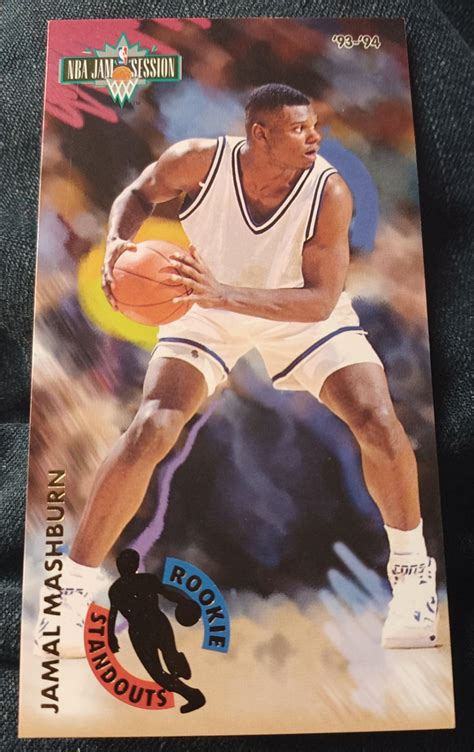 NBA JAM SESSION
'93-'94
JAMAL MASHBURN
ROOKIE
STANDOUTS